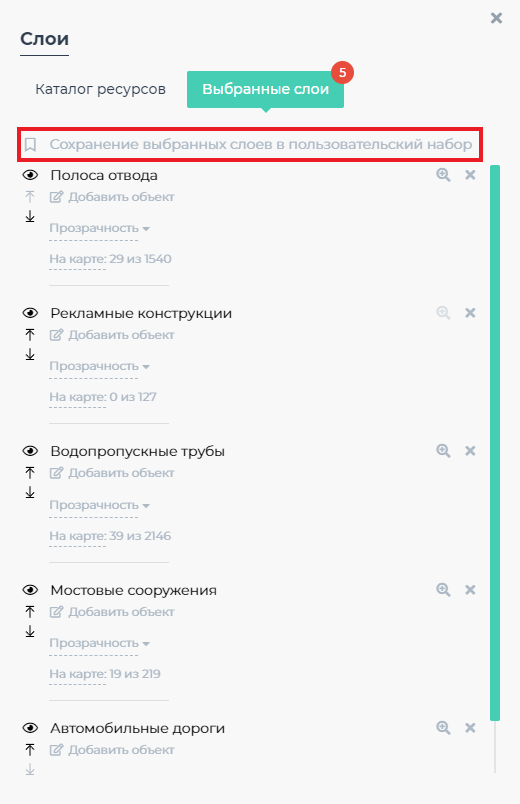 Слои
Каталог ресурсов
Выбранные слои
5
Сохранение выбранных слоев в пользовательский набор
Полоса отвода
Добавить объект
Прозрачность
На карте: 29 из 1540
Рекламные конструкции
Добавить объект
Прозрачность
На карте: 0 из 127
Водопропускные трубы
Добавить объект
Прозрачность
На карте: 39 из 2146
Мостовые сооружения
Добавить объект
Прозрачность
На карте: 19 из 219
Автомобильные дороги
Добавить объект